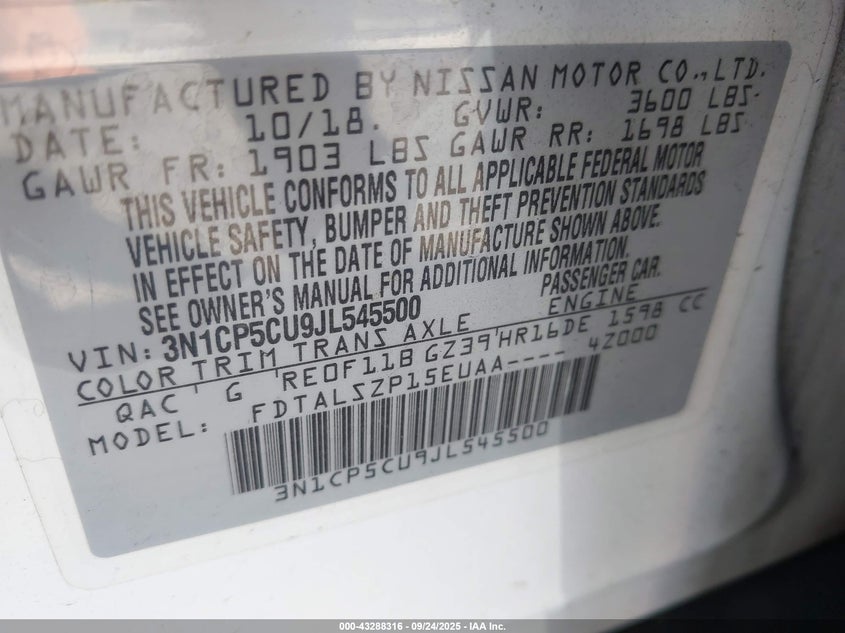 MANUFACTURED BY NISSAN MOTOR CO.,LTD.
DATE: 10/18. GVWR: 3600 LBS
GAWR FR: 1903 LBS GAWR RR: 1698 LBS
THIS VEHICLE CONFORMS TO ALL APPLICABLE FEDERAL MOTOR
VEHICLE SAFETY, BUMPER AND THEFT PREVENTION STANDARDS
IN EFFECT ON THE DATE OF MANUFACTURE SHOWN ABOVE.
SEE OWNER'S MANUAL FOR ADDITIONAL INFORMATION.
VIN: 3N1CP5CU9JL545500 PASSENGER CAR.
COLOR TRIM TRANS AXLE ENGINE
QAC G RE0F11B GZ39 HR16DE 1598 CC
MODEL: FDTALSZP15EUAA---- 4Z000
3N1CP5CU9JL545500
000-43288316 - 09/24/2025 - IAA Inc.